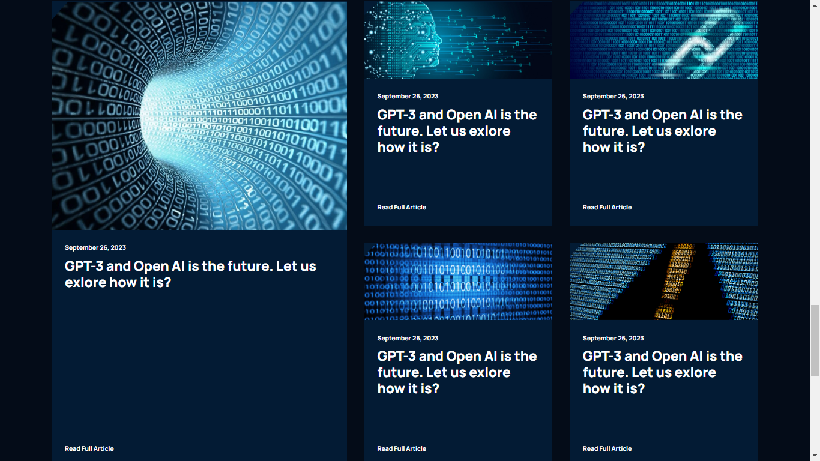 September 26, 2023
GPT-3 and Open AI is the future. Let us
exlore how it is?
Read Full Article
September 26, 2023
GPT-3 and Open AI is the
future. Let us exlore
how it is?
Read Full Article
September 26, 2023
GPT-3 and Open AI is the
future. Let us exlore
how it is?
Read Full Article
September 26, 2023
GPT-3 and Open AI is the
future. Let us exlore
how it is?
Read Full Article
September 26, 2023
GPT-3 and Open AI is the
future. Let us exlore
how it is?
Read Full Article